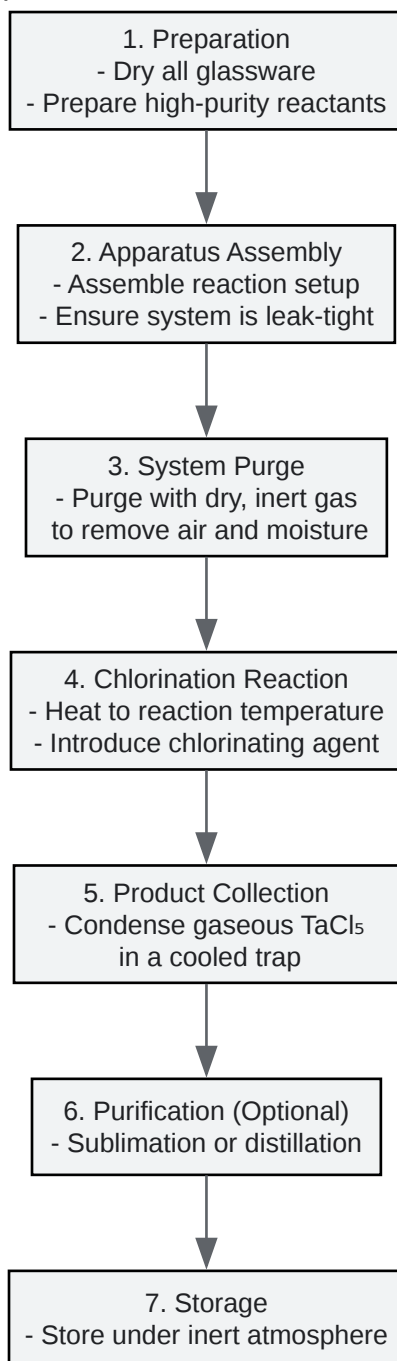 1. Preparation
- Dry all glassware
- Prepare high-purity reactants
2. Apparatus Assembly
- Assemble reaction setup
- Ensure system is leak-tight
3. System Purge
- Purge with dry, inert gas
to remove air and moisture
4. Chlorination Reaction
- Heat to reaction temperature
- Introduce chlorinating agent
5. Product Collection
- Condense gaseous TaCl₅
in a cooled trap
6. Purification (Optional)
- Sublimation or distillation
7. Storage
- Store under inert atmosphere